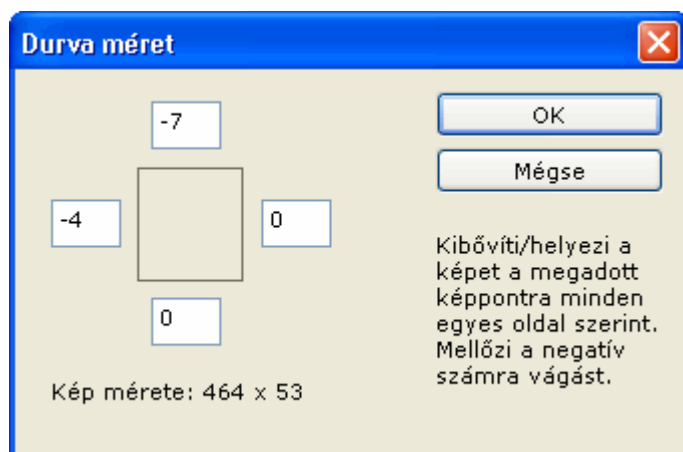 Durva méret
-7
OK
Mégse
-4
0
Kibővíti/helyezi a
képet a megadott
képpontra minden
egyes oldal szerint.
Mellőzi a negatív
számra vágást.
0
Kép mérete: 464 x 53